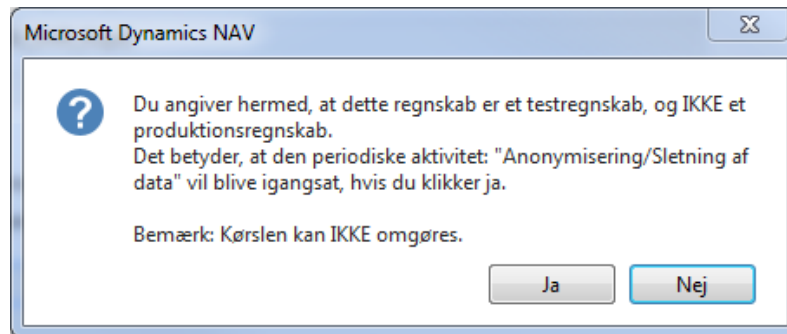 Microsoft Dynamics NAV
Du angiver hermed, at dette regnskab er et testregnskab, og IKKE et
produktionsregnskab.
Det betyder, at den periodiske aktivitet: "Anonymisering/Sletning af
data" vil blive igangsat, hvis du klikker ja.
Bemærk: Kørslen kan IKKE omgøres.
Ja
Nej